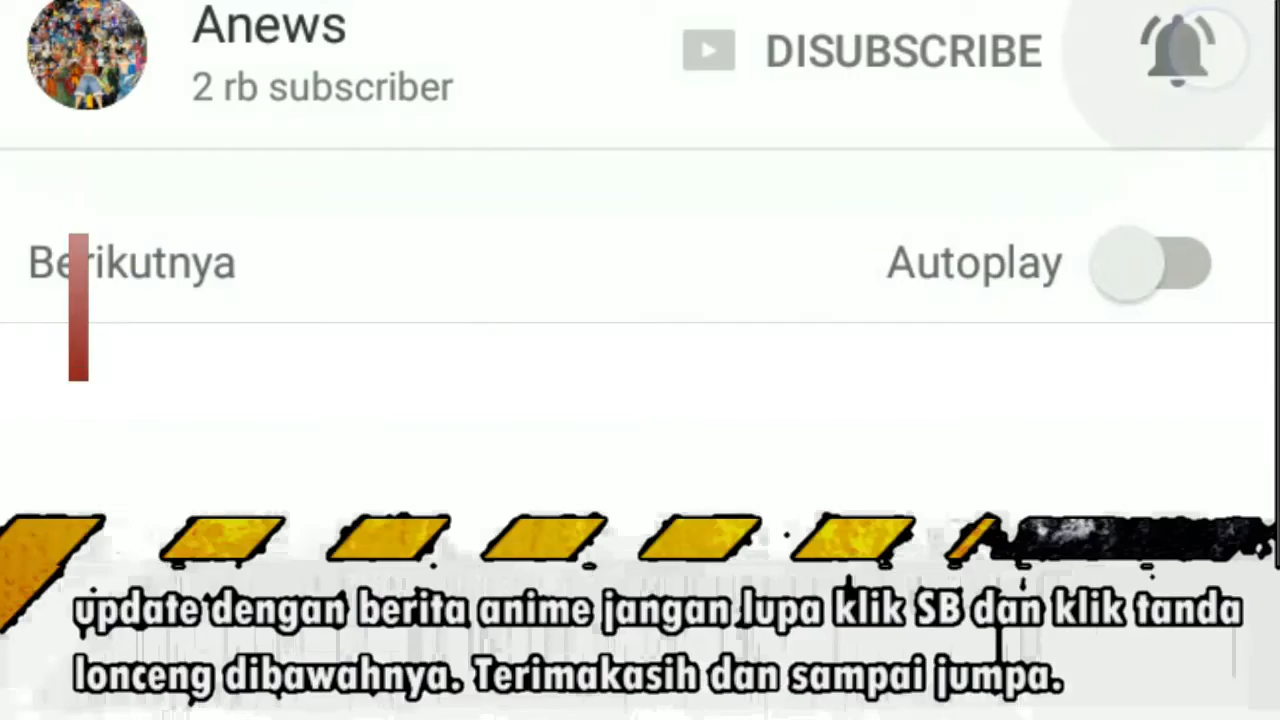 Anews
DISUBSCRIBE
2 rb subscriber
Berikutnya
Autoplay
update dengan berita anime jangan lupa klik SB dan klik tanda
lonceng dibawahnya. Terimakasih dan sampai jumpa.